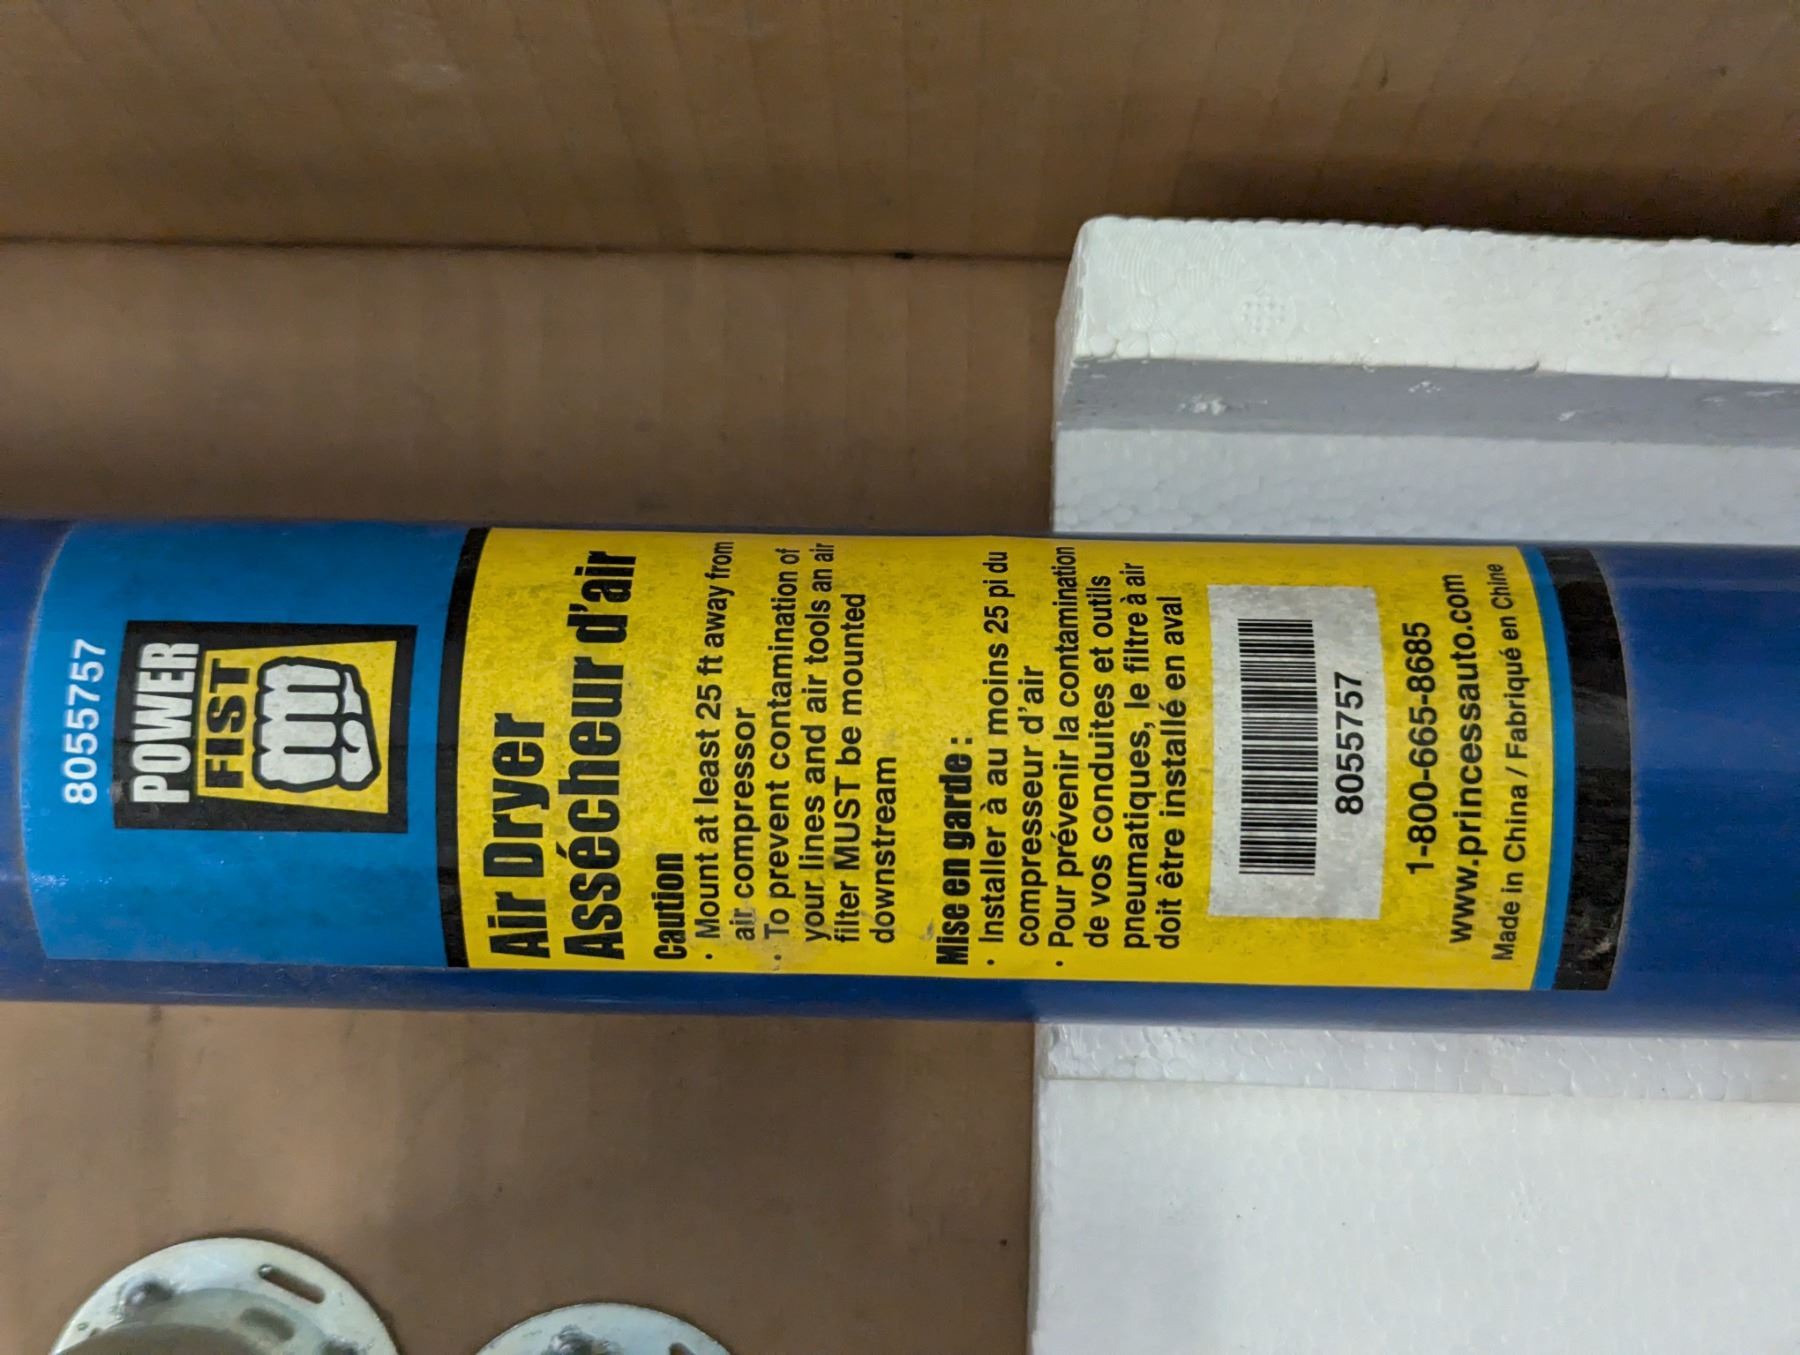 8055757
POWER
FIST
Air Dryer
Assécheur d'air
Caution
· Mount at least 25 ft away from
air compressor
· To prevent contamination of
your lines and air tools an air
filter MUST be mounted
downstream
Mise en garde :
· Installer à au moins 25 pi du
compresseur d'air
· Pour prévenir la contamination
de vos conduites et outils
pneumatiques, le filtre à air
doit être installé en aval
8055757
1-800-665-8685
www.princessauto.com
Made in China / Fabriqué en Chine